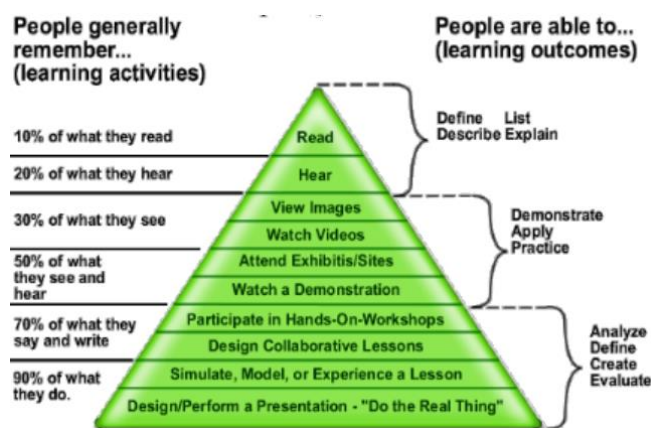 People generally
remember...
(learning activities)
People are able to...
(learning outcomes)
10% of what they read
20% of what they hear
30% of what they see
50% of what
they see and
hear
70% of what they
say and write
90% of what
they do.
Read
Hear
View Images
Watch Videos
Attend Exhibitis/Sites
Watch a Demonstration
Participate in Hands-On-Workshops
Design Collaborative Lessons
Simulate, Model, or Experience a Lesson
Design/Perform a Presentation - "Do the Real Thing"
Define List
Describe Explain
Demonstrate
Apply
Practice
Analyze
Define
Create
Evaluate